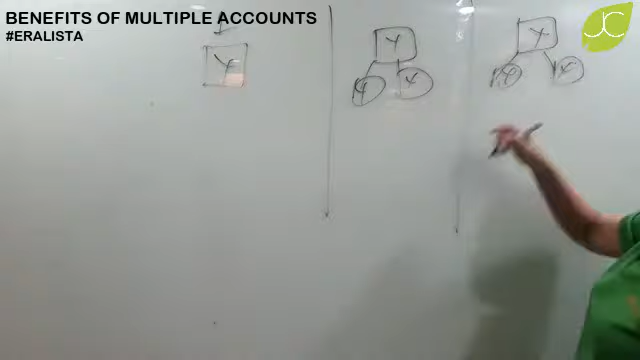 BENEFITS OF MULTIPLE ACCOUNTS
#ERALISTA
JC
Y Y Y
Y Y Y Y